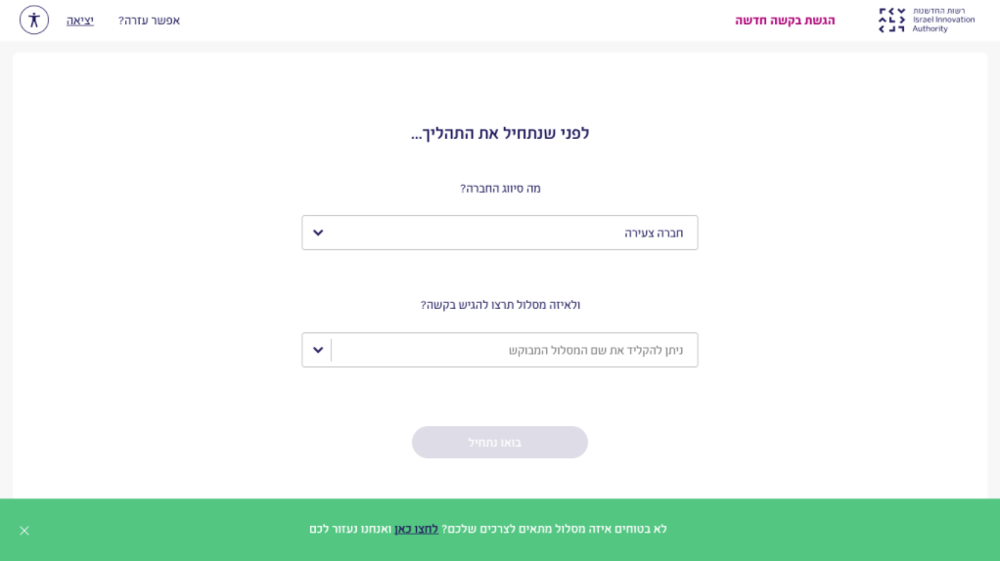 רשות החדשנות
Israel Innovation
Authority
הגשת בקשה חדשה
אפשר עזרה?
יציאה
לפני שנתחיל את התהליך...
מה סיווג החברה?
חברה צעירה
ולאיזה מסלול תרצו להגיש בקשה?
ניתן להקליד את שם המסלול המבוקש
בואו נתחיל
לא בטוחים איזה מסלול מתאים לצרכים שלכם? לחצו כאן ואנחנו נעזור לכם